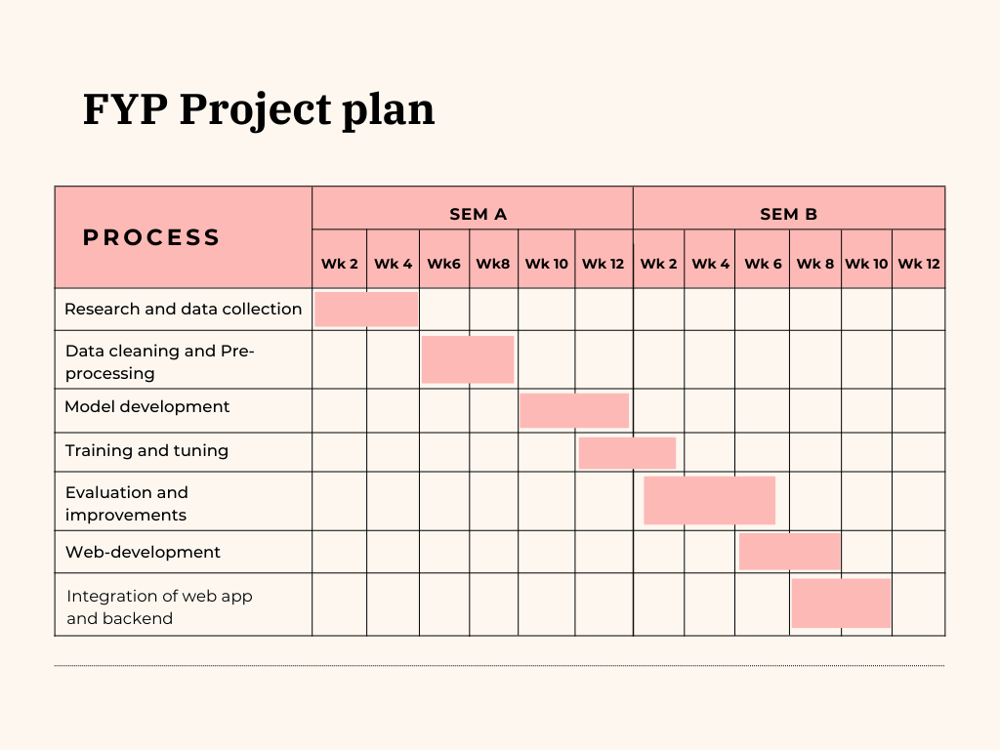 FYP Project plan
PROCESS
SEM A
SEM B
Wk 2
Wk 4
Wk6
Wk8
Wk 10
Wk 12
Wk 2
Wk 4
Wk 6
Wk 8
Wk 10
Wk 12
Research and data collection
Data cleaning and Pre-
processing
Model development
Training and tuning
Evaluation and
improvements
Web-development
Integration of web app
and backend